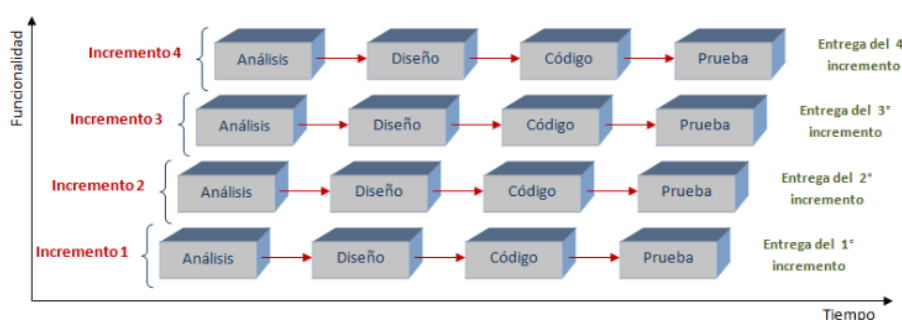 Funcionalidad
Incremento 4
Análisis
Diseño
Código
Prueba
Entrega del 4
incremento
Incremento 3
Análisis
Diseño
Código
Prueba
Entrega del 3°
incremento
Incremento 2
Análisis
Diseño
Código
Prueba
Entrega del 2°
incremento
Incremento 1
Análisis
Diseño
Código
Prueba
Entrega del 1°
incremento
Tiempo